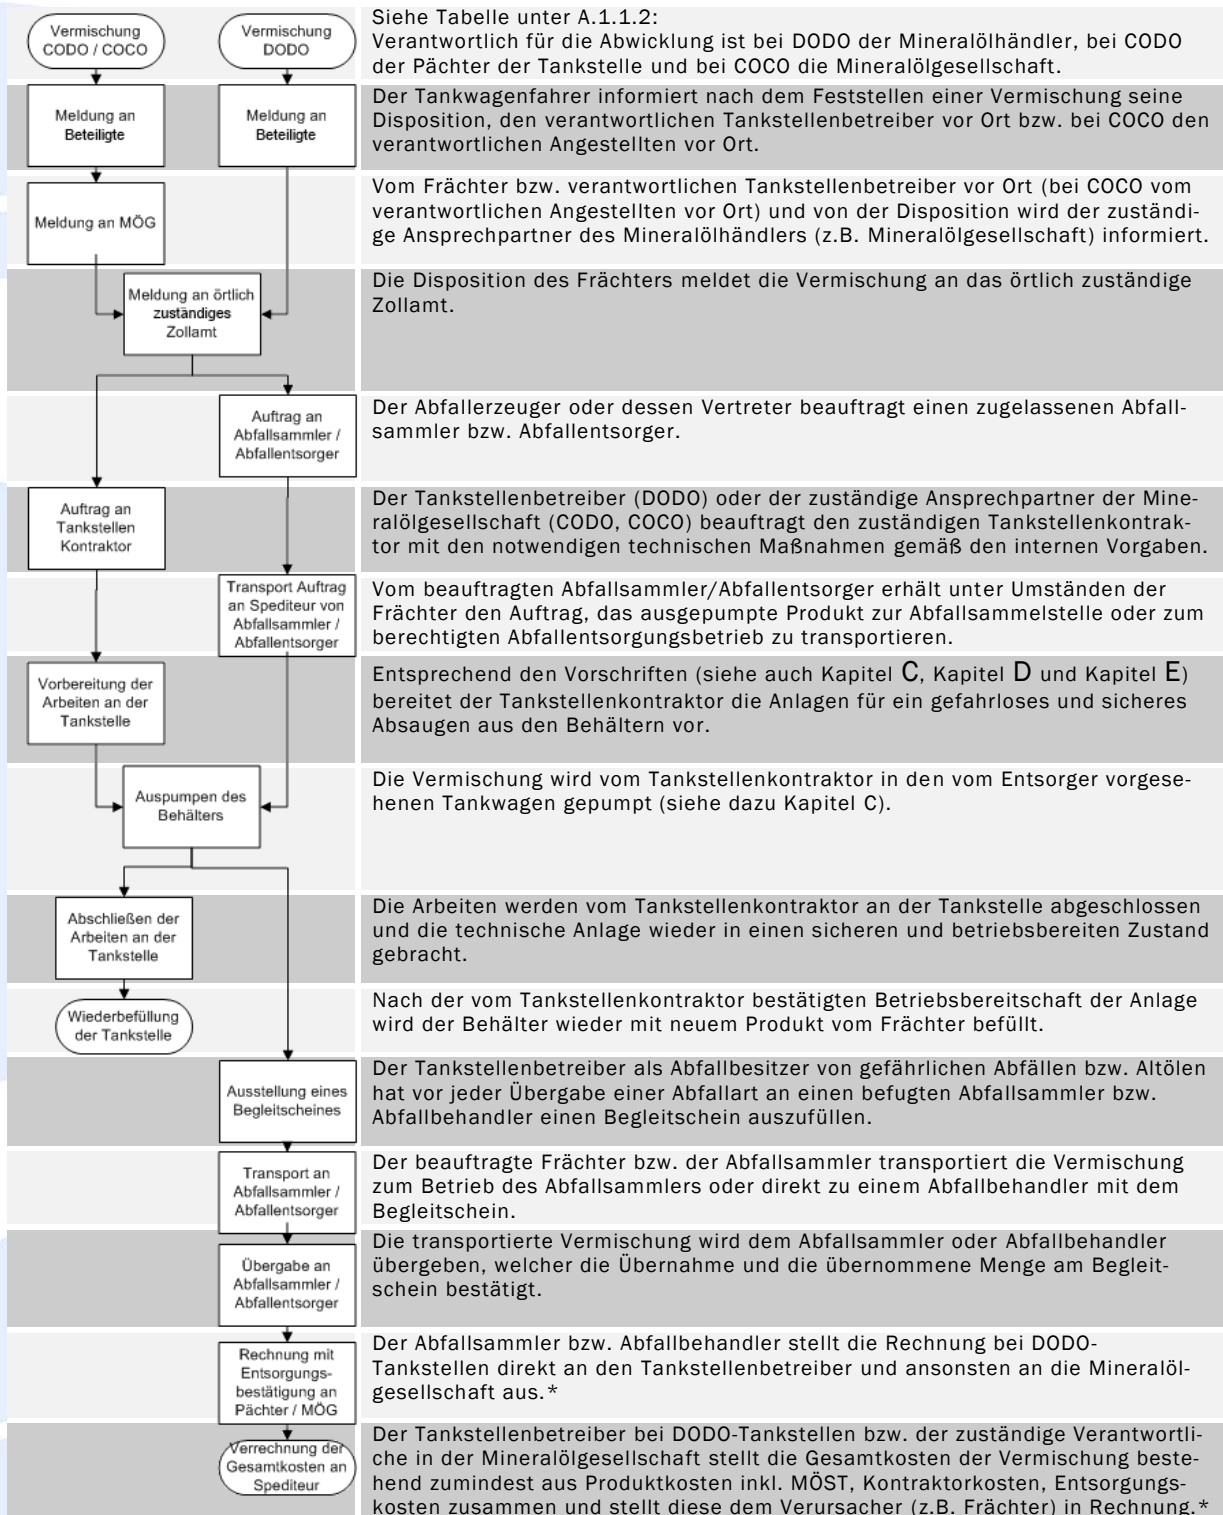 Vermischung
CODO / COCO
Vermischung
DODO
Siehe Tabelle unter A.1.1.2:
Verantwortlich für die Abwicklung ist bei DODO der Mineralölhändler, bei CODO
der Pächter der Tankstelle und bei COCO die Mineralölgesellschaft.
Meldung an
Beteiligte
Meldung an
Beteiligte
Der Tankwagenfahrer informiert nach dem Feststellen einer Vermischung seine
Disposition, den verantwortlichen Tankstellenbetreiber vor Ort bzw. bei COCO den
verantwortlichen Angestellten vor Ort.
Meldung an MÖG
Vom Frächter bzw. verantwortlichen Tankstellenbetreiber vor Ort (bei COCO vom
verantwortlichen Angestellten vor Ort) und von der Disposition wird der zuständi-
ge Ansprechpartner des Mineralölhändlers (z.B. Mineralölgesellschaft) informiert.
Meldung an örtlich
zuständiges
Zollamt
Die Disposition des Frächters meldet die Vermischung an das örtlich zuständige
Zollamt.
Auftrag an
Abfallsammler /
Abfallentsorger
Der Abfallerzeuger oder dessen Vertreter beauftragt einen zugelassenen Abfall-
sammler bzw. Abfallentsorger.
Auftrag an
Tankstellen
Kontraktor
Der Tankstellenbetreiber (DODO) oder der zuständige Ansprechpartner der Mine-
ralölgesellschaft (CODO, COCO) beauftragt den zuständigen Tankstellenkontrak-
tor mit den notwendigen technischen Maßnahmen gemäß den internen Vorgaben.
Transport Auftrag
an Spediteur von
Abfallsammler /
Abfallentsorger
Vom beauftragten Abfallsammler/Abfallentsorger erhält unter Umständen der
Frächter den Auftrag, das ausgepumpte Produkt zur Abfallsammelstelle oder zum
berechtigten Abfallentsorgungsbetrieb zu transportieren.
Vorbereitung der
Arbeiten an der
Tankstelle
Entsprechend den Vorschriften (siehe auch Kapitel C, Kapitel D und Kapitel E)
bereitet der Tankstellenkontraktor die Anlagen für ein gefahrloses und sicheres
Absaugen aus den Behältern vor.
Auspumpen des
Behälters
Die Vermischung wird vom Tankstellenkontraktor in den vom Entsorger vorgese-
henen Tankwagen gepumpt (siehe dazu Kapitel C).
Abschließen der
Arbeiten an der
Tankstelle
Die Arbeiten werden vom Tankstellenkontraktor an der Tankstelle abgeschlossen
und die technische Anlage wieder in einen sicheren und betriebsbereiten Zustand
gebracht.
Wiederbefüllung
der Tankstelle
Nach der vom Tankstellenkontraktor bestätigten Betriebsbereitschaft der Anlage
wird der Behälter wieder mit neuem Produkt vom Frächter befüllt.
Ausstellung eines
Begleitscheines
Der Tankstellenbetreiber als Abfallbesitzer von gefährlichen Abfällen bzw. Altölen
hat vor jeder Übergabe einer Abfallart an einen befugten Abfallsammler bzw.
Abfallbehandler einen Begleitschein auszufüllen.
Transport an
Abfallsammler /
Abfallentsorger
Der beauftragte Frächter bzw. der Abfallsammler transportiert die Vermischung
zum Betrieb des Abfallsammlers oder direkt zu einem Abfallbehandler mit dem
Begleitschein.
Übergabe an
Abfallsammler /
Abfallentsorger
Die transportierte Vermischung wird dem Abfallsammler oder Abfallbehandler
übergeben, welcher die Übernahme und die übernommene Menge am Begleit-
schein bestätigt.
Rechnung mit
Entsorgungs-
bestätigung an
Pächter / MÖG
Der Abfallsammler bzw. Abfallbehandler stellt die Rechnung bei DODO-
Tankstellen direkt an den Tankstellenbetreiber und ansonsten an die Mineralöl-
gesellschaft aus.*
Verrechnung der
Gesamtkosten an
Spediteur
Der Tankstellenbetreiber bei DODO-Tankstellen bzw. der zuständige Verantwortli-
che in der Mineralölgesellschaft stellt die Gesamtkosten der Vermischung beste-
hend zumindest aus Produktkosten inkl. MÖST, Kontraktorkosten, Entsorgungs-
kosten zusammen und stellt diese dem Verursacher (z.B. Frächter) in Rechnung.*